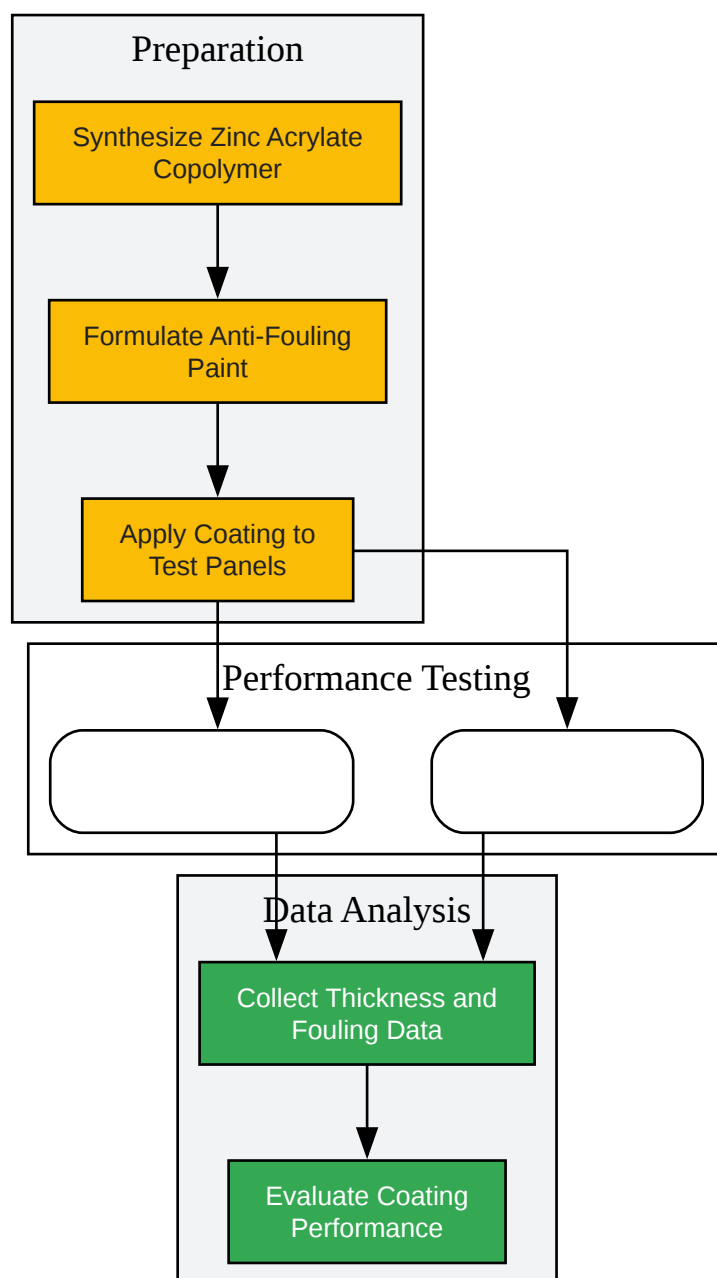 Preparation
Synthesize Zinc Acrylate
Copolymer
Formulate Anti-Fouling
Paint
Apply Coating to
Test Panels
Performance Testing
Data Analysis
Collect Thickness and
Fouling Data
Evaluate Coating
Performance